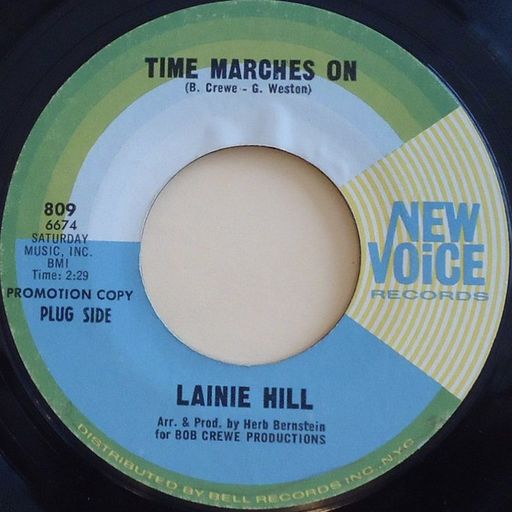 TIME MARCHES ON
(B. Crewe - G. Weston)
809
6674
SATURDAY
MUSIC, INC.
BMI
Time: 2:29
PROMOTION COPY
PLUG SIDE
NEW
VOiCE
RECORDS
LAINIE HILL
Arr. & Prod. by Herb Bernstein
for BOB CREWE PRODUCTIONS
DISTRIBUTED BY BELL RECORDS INC., NYC